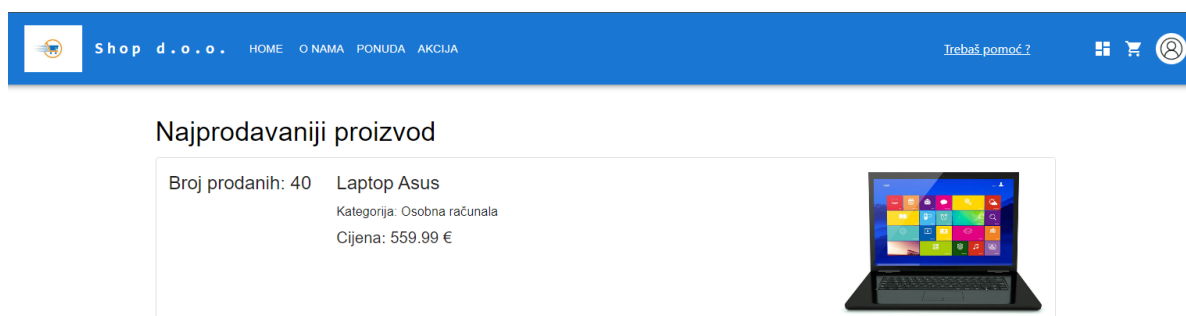 Shop d.o.o. HOME O NAMA PONUDA AKCIJA Trebaš pomoć ?
Najprodavaniji proizvod
Broj prodanih: 40 Laptop Asus
Kategorija: Osobna računala
Cijena: 559.99 €